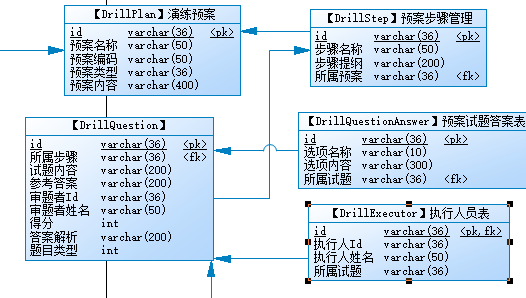 【DrillPlan】演练预案
id varchar(36) <pk>
预案名称 varchar(50)
预案编码 varchar(50)
预案类型 varchar(36)
预案内容 varchar(400)
【DrillStep】预案步骤管理
id varchar(36) <pk>
步骤名称 varchar(50)
步骤提纲 varchar(200)
所属预案 varchar(36) <fk>
【DrillQuestion】
id varchar(36) <pk>
所属步骤 varchar(36) <fk>
试题内容 varchar(200)
参考答案 varchar(200)
审题者Id varchar(36)
审题者姓名 varchar(50)
得分 int
答案解析 varchar(200)
题目类型 int
【DrillQuestionAnswer】预案试题答案表
id varchar(36) <pk>
选项名称 varchar(10)
选项内容 varchar(300)
所属试题 varchar(36) <fk>
【DrillExecutor】执行人员表
id varchar(36) <pk,fk>
执行人Id varchar(36)
执行人姓名 varchar(50)
所属试题 varchar(36)